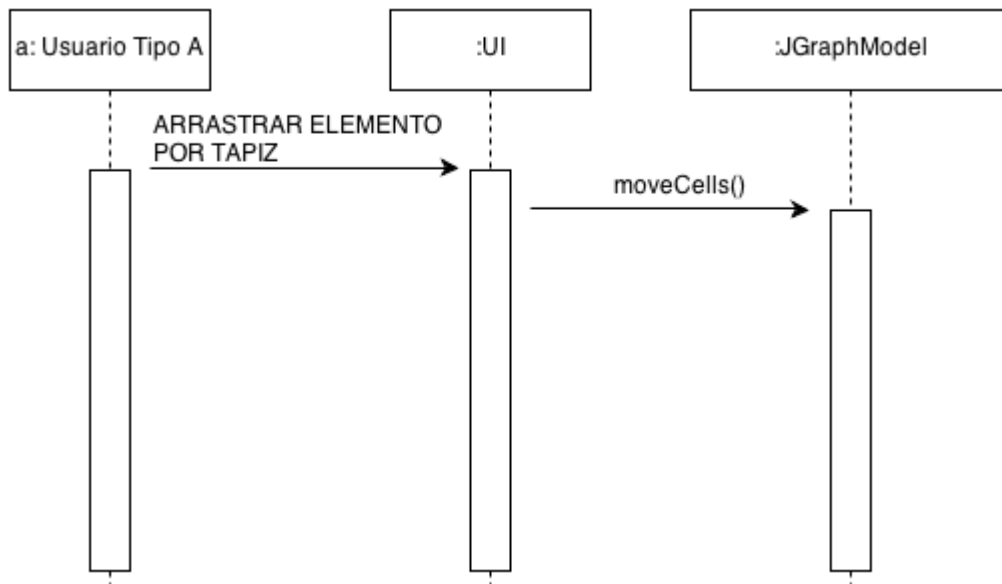 a: Usuario Tipo A
:UI
:JGraphModel
ARRASTRAR ELEMENTO
POR TAPIZ
moveCells()